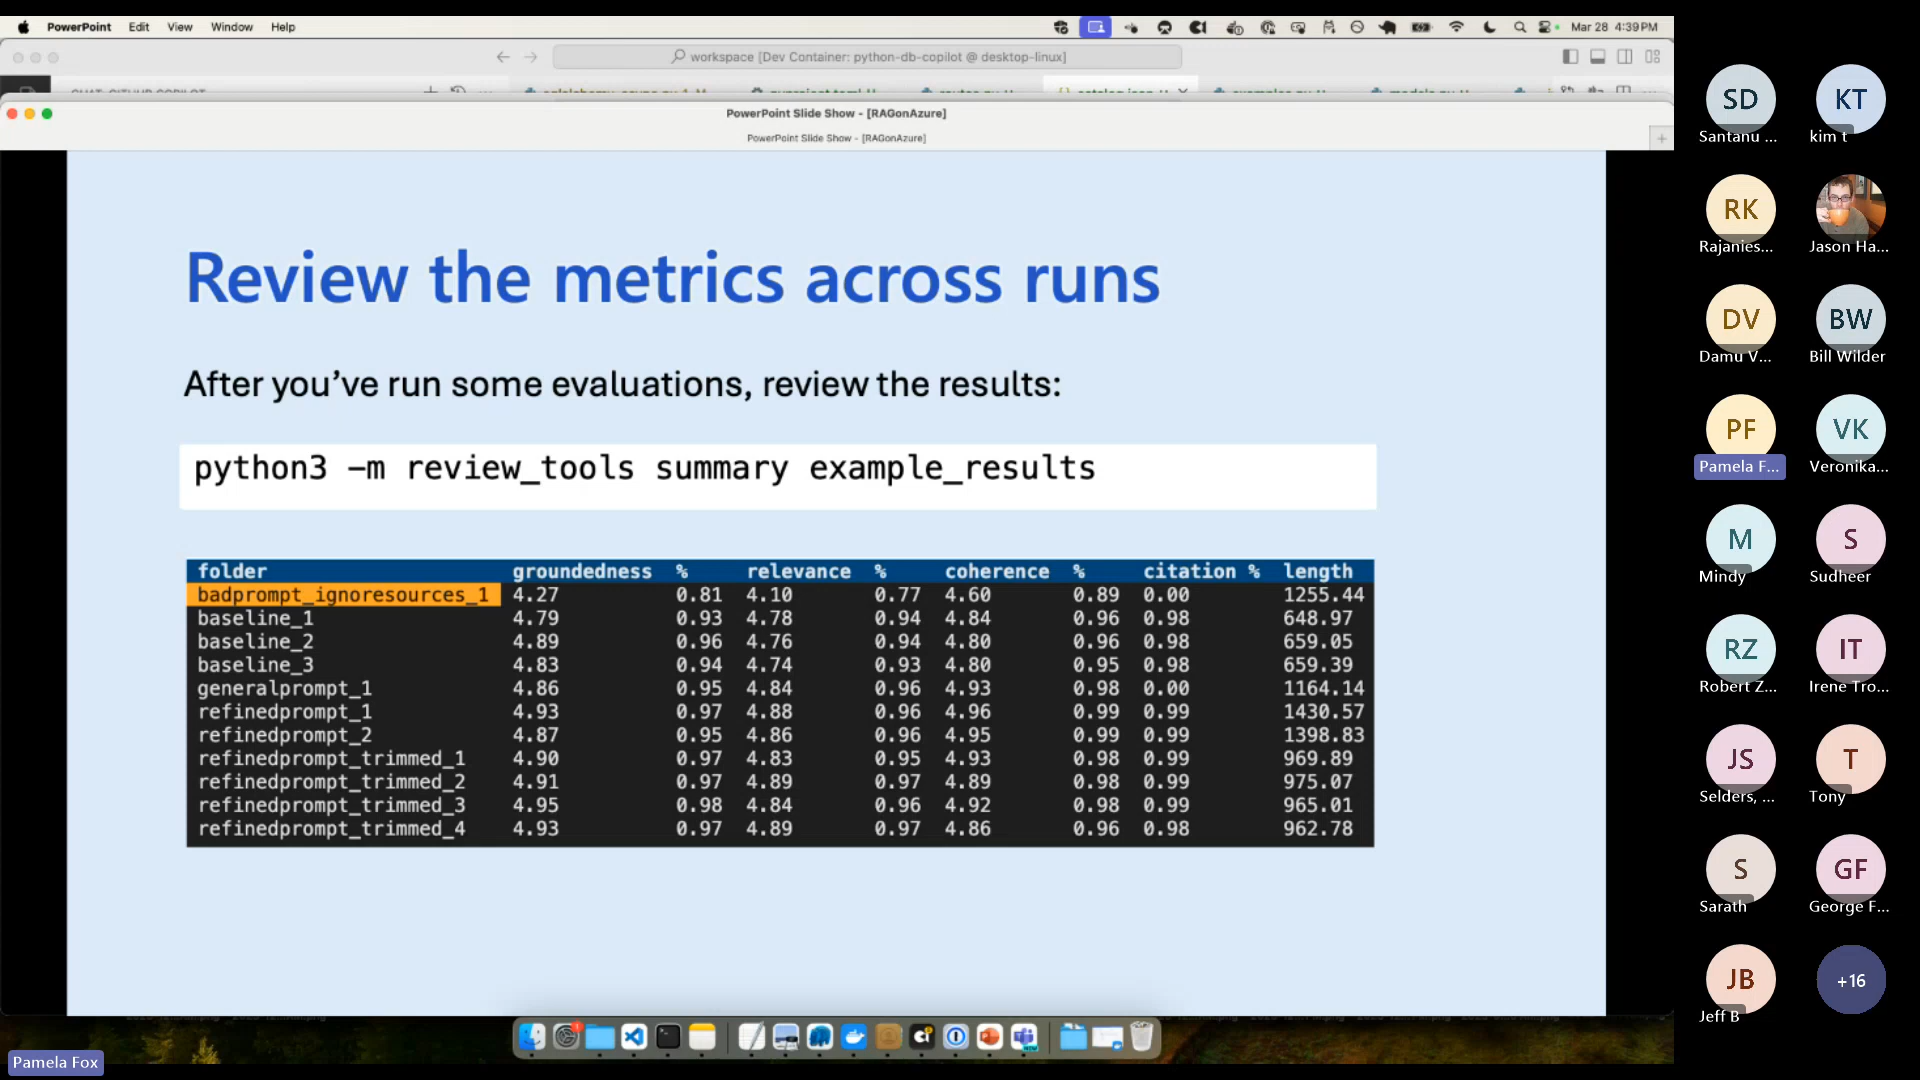 PowerPoint Edit View Window Help
Mar 28 4:39PM
workspace [Dev Container: python-db-copilot @ desktop-linux]
PowerPoint Slide Show - [RAGonAzure]
PowerPoint Slide Show - [RAGonAzure]
Review the metrics across runs
After you’ve run some evaluations, review the results:
python3 -m review_tools summary example_results
folder groundedness % relevance % coherence % citation % length
badprompt_ignoresources_1 4.27 0.81 4.10 0.77 4.60 0.89 0.00 1255.44
baseline_1 4.79 0.93 4.78 0.94 4.84 0.96 0.98 648.97
baseline_2 4.89 0.96 4.76 0.94 4.80 0.96 0.98 659.05
baseline_3 4.83 0.94 4.74 0.93 4.80 0.95 0.98 659.39
generalprompt_1 4.86 0.95 4.84 0.96 4.93 0.98 0.00 1164.14
refinedprompt_1 4.93 0.97 4.88 0.96 4.96 0.99 0.99 1430.57
refinedprompt_2 4.87 0.95 4.86 0.96 4.95 0.99 0.99 1398.83
refinedprompt_trimmed_1 4.90 0.97 4.83 0.95 4.93 0.98 0.99 969.89
refinedprompt_trimmed_2 4.91 0.97 4.89 0.97 4.89 0.98 0.99 975.07
refinedprompt_trimmed_3 4.95 0.98 4.84 0.96 4.92 0.98 0.99 965.01
refinedprompt_trimmed_4 4.93 0.97 4.89 0.97 4.86 0.96 0.98 962.78
SD KT
Santanu ... kim t
RK
Rajanies... Jason Ha...
DV BW
Damu V... Bill Wilder
PF VK
Pamela F... Veronika...
M S
Mindy Sudheer
RZ IT
Robert Z... Irene Tro...
JS T
Selders, ... Tony
S GF
Sarath George F...
JB +16
Jeff B
Pamela Fox